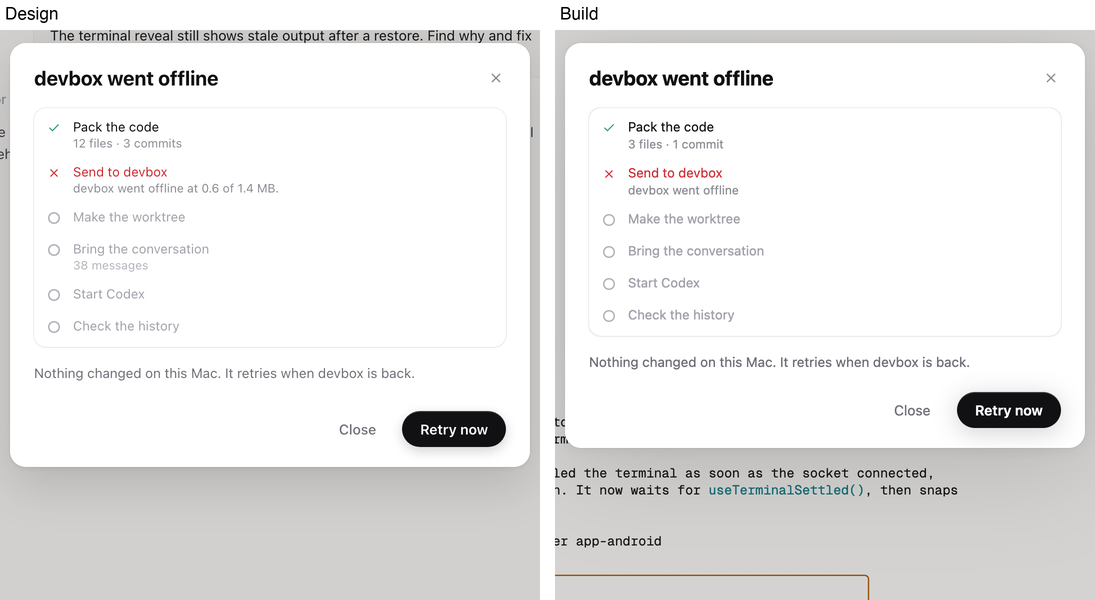 Design
The terminal reveal still shows stale output after a restore. Find why and fix
or
e
eh
l
devbox went offline
Pack the code
12 files · 3 commits
Send to devbox
devbox went offline at 0.6 of 1.4 MB.
Make the worktree
Bring the conversation
38 messages
Start Codex
Check the history
Nothing changed on this Mac. It retries when devbox is back.
Close
Retry now
Build
devbox went offline
Pack the code
3 files · 1 commit
Send to devbox
devbox went offline
Make the worktree
Bring the conversation
Start Codex
Check the history
Nothing changed on this Mac. It retries when devbox is back.
Close
Retry now
led the terminal as soon as the socket connected,
n. It now waits for useTerminalSettled(), then snaps
er app-android